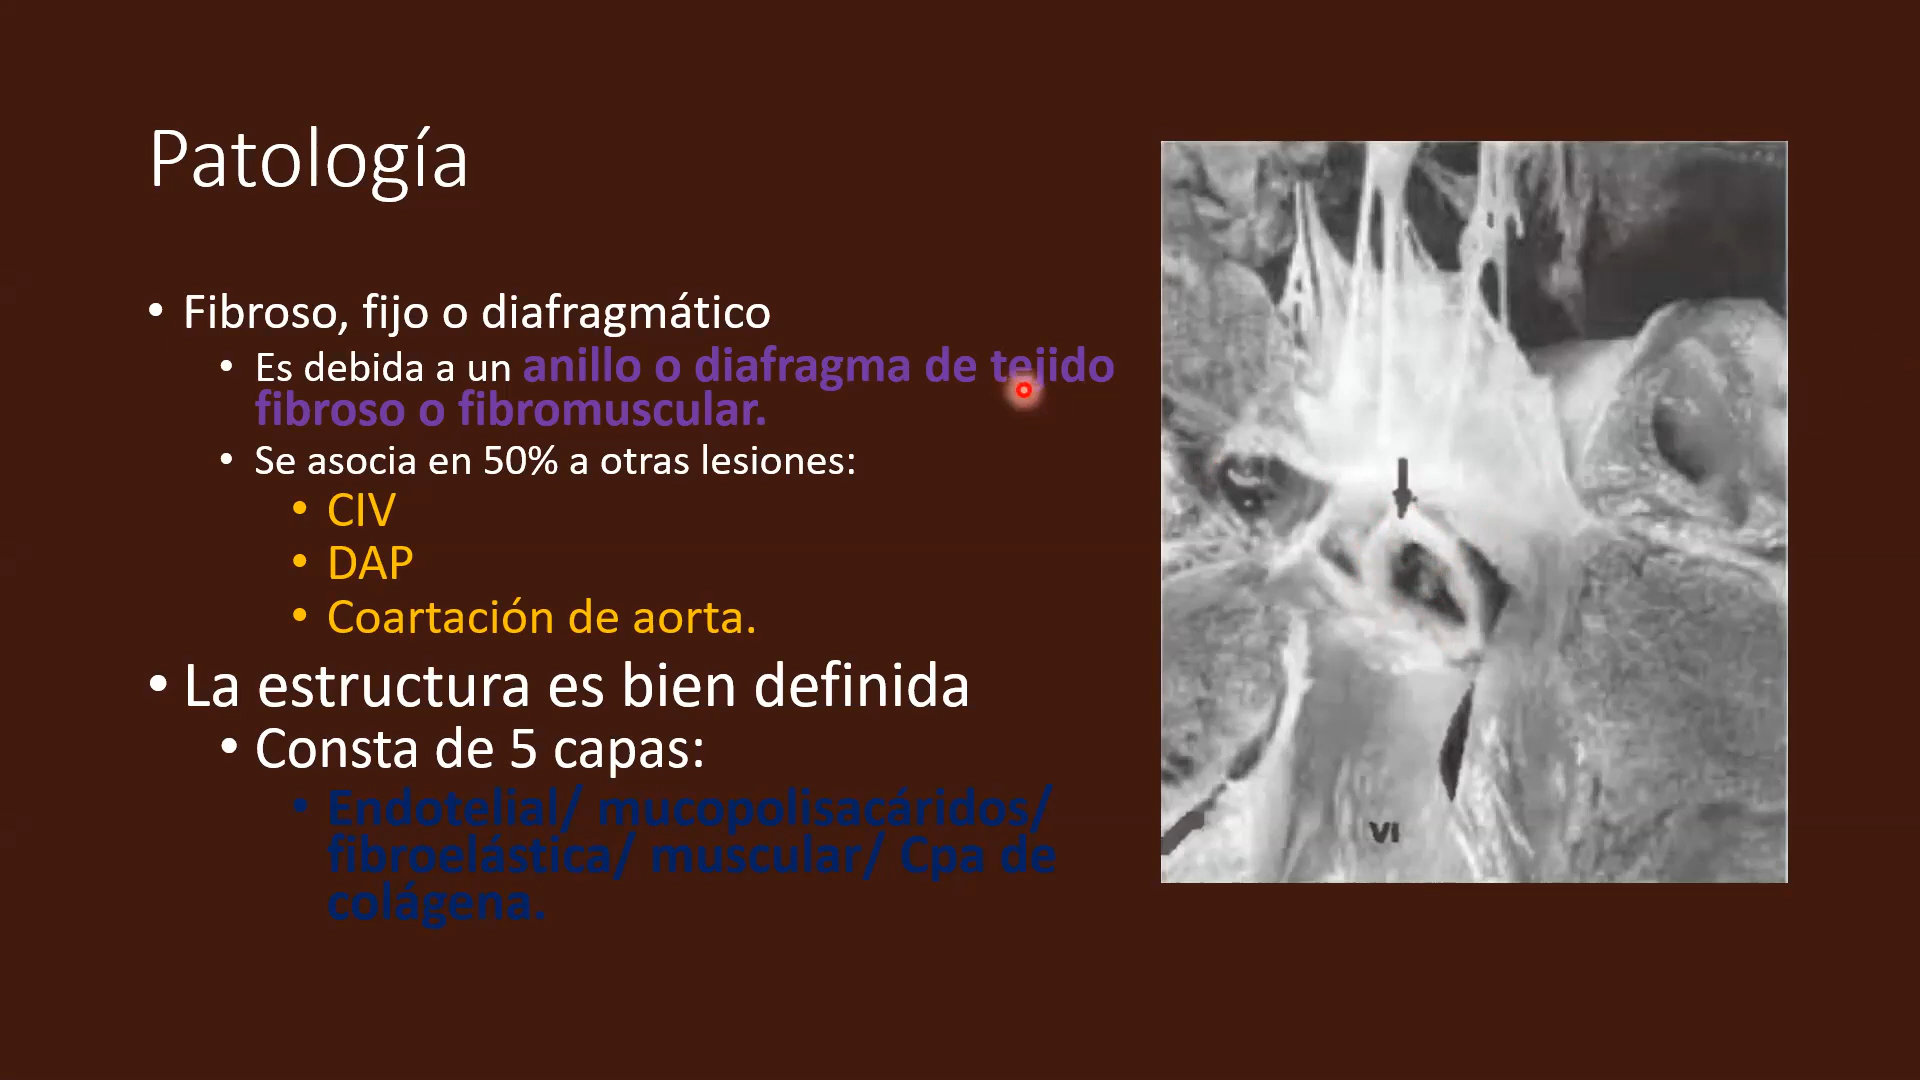 Patología
• Fibroso, fijo o diafragmático
• Es debida a un anillo o diafragma de tejido
fibroso o fibromuscular.
• Se asocia en 50% a otras lesiones:
• CIV
• DAP
• Coartación de aorta.
• La estructura es bien definida
• Consta de 5 capas:
• Endotelial/ mucopolisacáridos/
fibroelástica/ muscular/ Cpa de
colágena.
VI